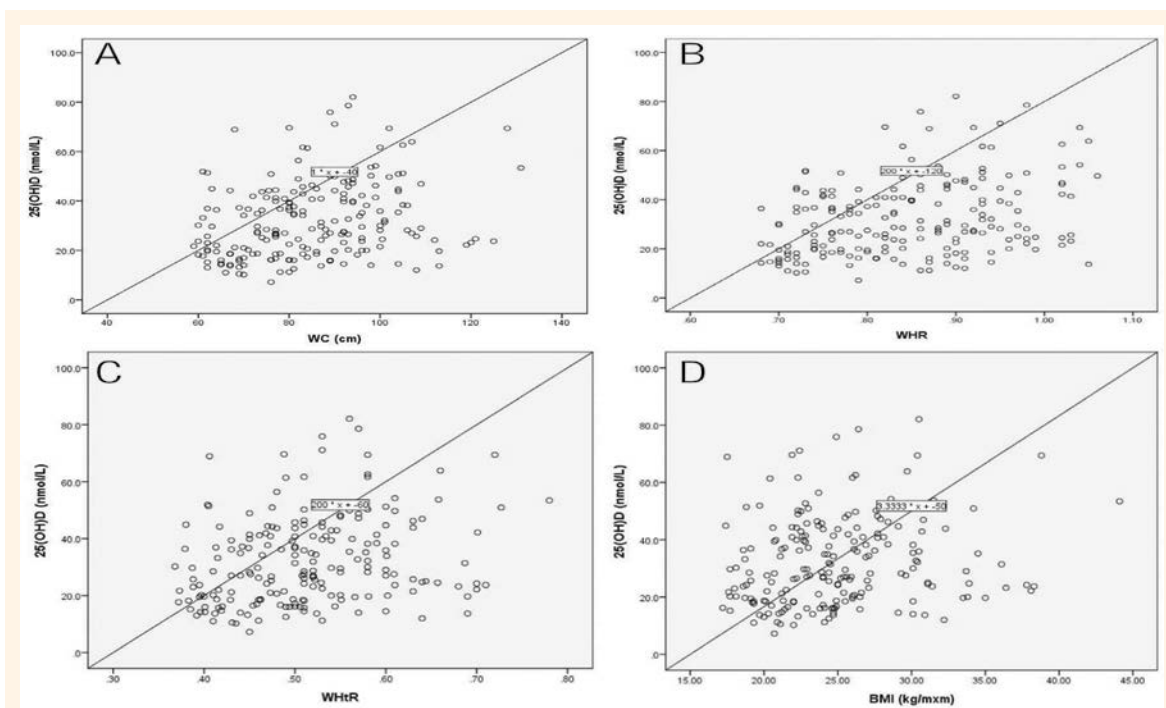 A
100.0
80.0
60.0
40.0
20.0
.0
25(OH)D (nmol/L)
1 * x + -40
40 60 80 100 120 140
WC (cm)
B
100.0
80.0
60.0
40.0
20.0
.0
25(OH)D (nmol/L)
200 * x + -120
.60 .70 .80 .90 1.00 1.10
WHR
C
100.0
80.0
60.0
40.0
20.0
.0
25(OH)D (nmol/L)
200 * x + -60
.30 .40 .50 .60 .70 .80
WHtR
D
100.0
80.0
60.0
40.0
20.0
.0
25(OH)D (nmol/L)
3.3333 * x + -50
15.00 20.00 25.00 30.00 35.00 40.00 45.00
BMI (kg/mxm)